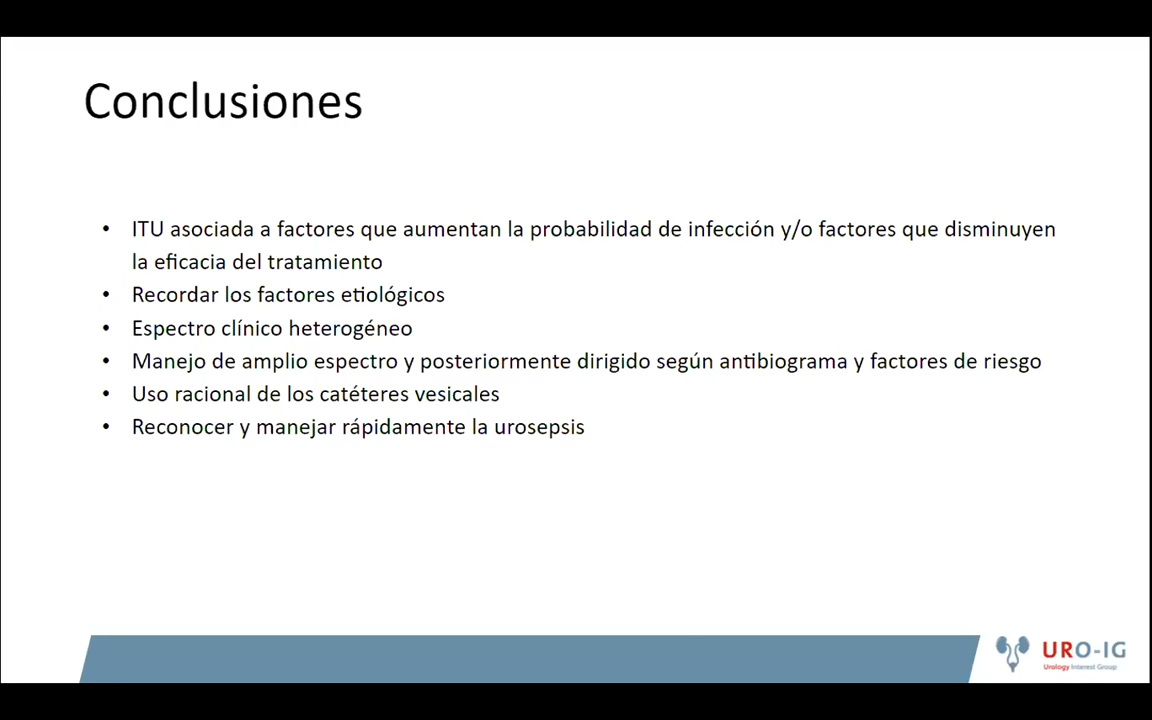 Conclusiones
• ITU asociada a factores que aumentan la probabilidad de infección y/o factores que disminuyen
la eficacia del tratamiento
• Recordar los factores etiológicos
• Espectro clínico heterogéneo
• Manejo de amplio espectro y posteriormente dirigido según antibiograma y factores de riesgo
• Uso racional de los catéteres vesicales
• Reconocer y manejar rápidamente la urosepsis
URO-IG
Urology Interest Group